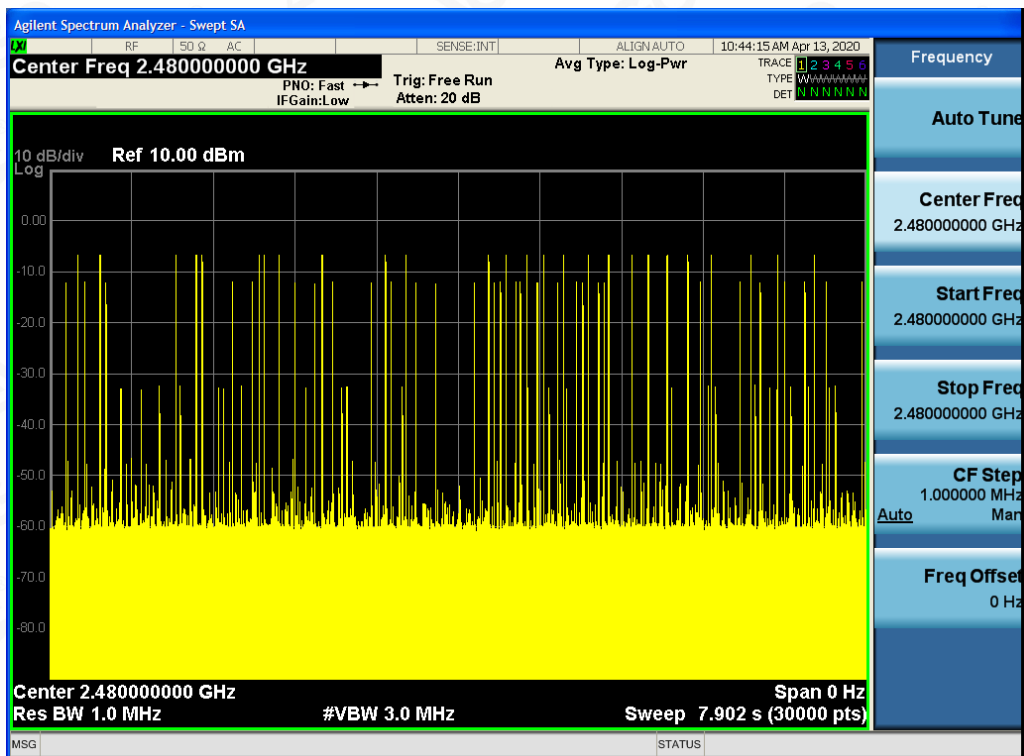 Agilent Spectrum Analyzer - Swept SA
LXI RF 50 Ω AC SENSE:INT ALIGN AUTO 10:44:15 AM Apr 13, 2020
Center Freq 2.480000000 GHz
PNO: Fast
IFGain:Low
Trig: Free Run
Atten: 20 dB
Avg Type: Log-Pwr
TRACE 1 2 3 4 5 6
TYPE W W W W W W
DET N N N N N N
10 dB/div Ref 10.00 dBm
Log
0.00
-10.0
-20.0
-30.0
-40.0
-50.0
-60.0
-70.0
-80.0
Center 2.480000000 GHz Span 0 Hz
Res BW 1.0 MHz #VBW 3.0 MHz Sweep 7.902 s (30000 pts)
MSG STATUS
Frequency
Auto Tune
Center Freq
2.480000000 GHz
Start Freq
2.480000000 GHz
Stop Freq
2.480000000 GHz
CF Step
1.000000 MHz
Auto Man
Freq Offset
0 Hz